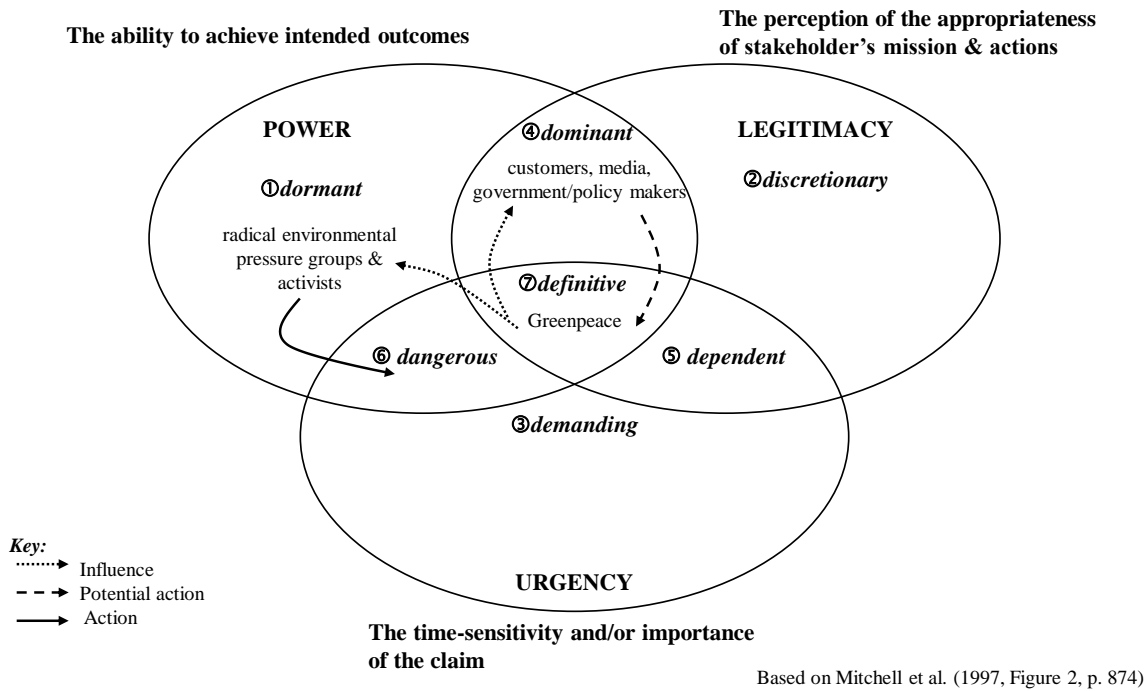 The ability to achieve intended outcomes
The perception of the appropriateness
of stakeholder's mission & actions
POWER
④dominant
LEGITIMACY
customers, media,
government/policy makers
①dormant
②discretionary
radical environmental
pressure groups &
activists
⑦definitive
Greenpeace
⑥ dangerous
⑤ dependent
③demanding
Key:
Influence
Potential action
Action
URGENCY
The time-sensitivity and/or importance
of the claim
Based on Mitchell et al. (1997, Figure 2, p. 874)